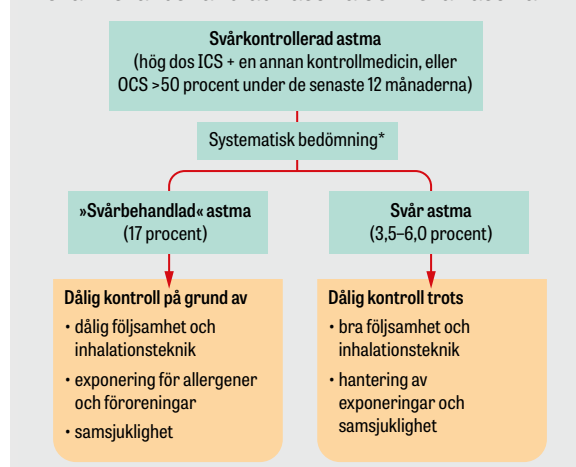 Svårkontrollerad astma
(hög dos ICS + en annan kontrollmedicin, eller
OCS >50 procent under de senaste 12 månaderna)
Systematisk bedömning*
»Svårbehandlad« astma
(17 procent)
Svår astma
(3,5–6,0 procent)
Dålig kontroll på grund av
• dålig följsamhet och
inhalationsteknik
• exponering för allergener
och föroreningar
• samsjuklighet
Dålig kontroll trots
• bra följsamhet och
inhalationsteknik
• hantering av
exponeringar och
samsjuklighet